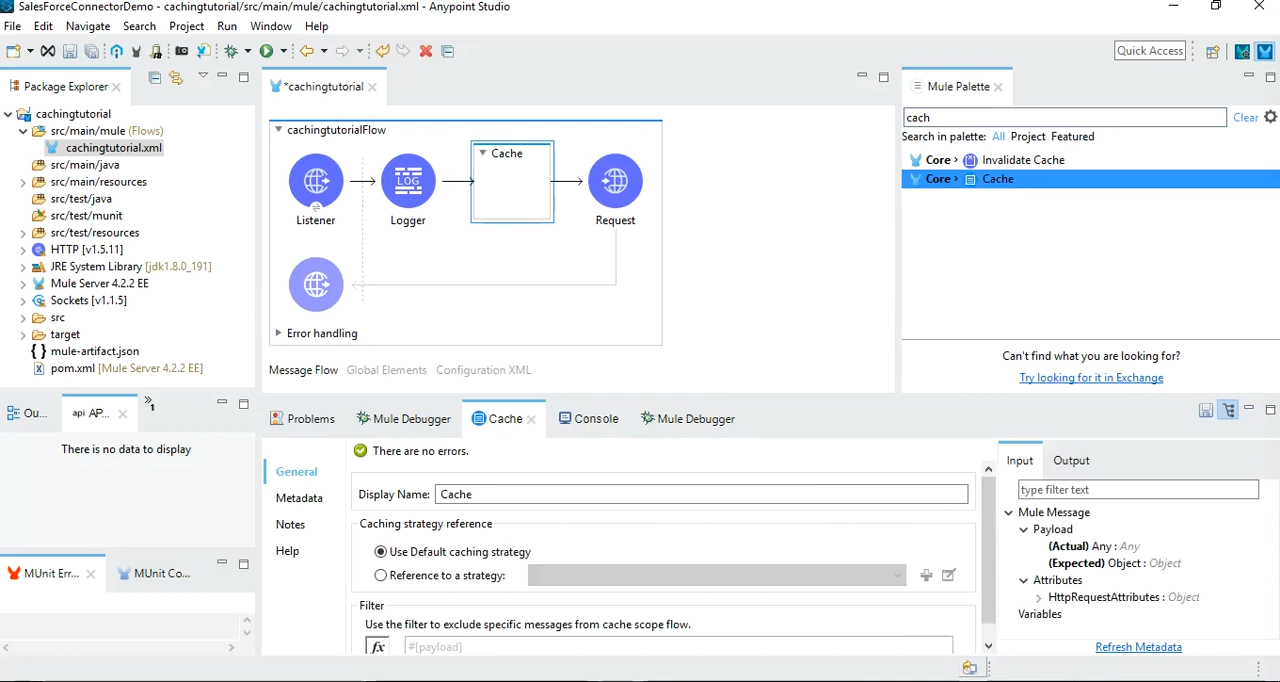 SalesForceConnectorDemo - cachingtutorial/src/main/mule/cachingtutorial.xml - Anypoint Studio
File Edit Navigate Search Project Run Window Help
Quick Access
Package Explorer
cachingtutorial
src/main/mule (Flows)
cachingtutorial.xml
src/main/java
src/main/resources
src/test/java
src/test/munit
src/test/resources
HTTP [v1.5.11]
JRE System Library [jdk1.8.0_191]
Mule Server 4.2.2 EE
Sockets [v1.1.5]
src
target
mule-artifact.json
pom.xml [Mule Server 4.2.2 EE]
*cachingtutorial
cachingtutorialFlow
Listener
LOG
Logger
Cache
Request
Error handling
Message Flow Global Elements Configuration XML
Mule Palette
cach
Clear
Search in palette: All Project Featured
Core > Invalidate Cache
Core > Cache
Can't find what you are looking for?
Try looking for it in Exchange
Ou...
api AP...
1
There is no data to display
MUnit Err...
MUnit Co...
Problems
Mule Debugger
Cache
Console
Mule Debugger
General
Metadata
Notes
Help
There are no errors.
Display Name: Cache
Caching strategy reference
Use Default caching strategy
Reference to a strategy:
Filter
Use the filter to exclude specific messages from cache scope flow.
fx #[payload]
Input Output
type filter text
Mule Message
Payload
(Actual) Any : Any
(Expected) Object : Object
Attributes
HttpRequestAttributes : Object
Variables
Refresh Metadata